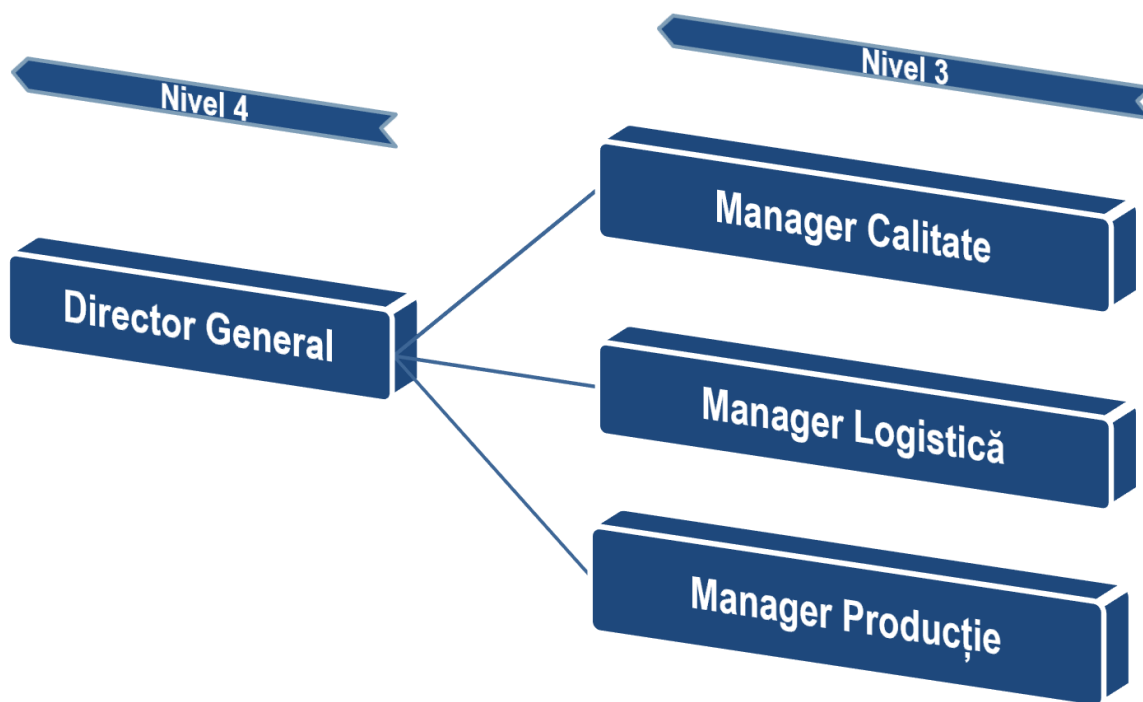 Nivel 4
Nivel 3
Director General
Manager Calitate
Manager Logistică
Manager Producție